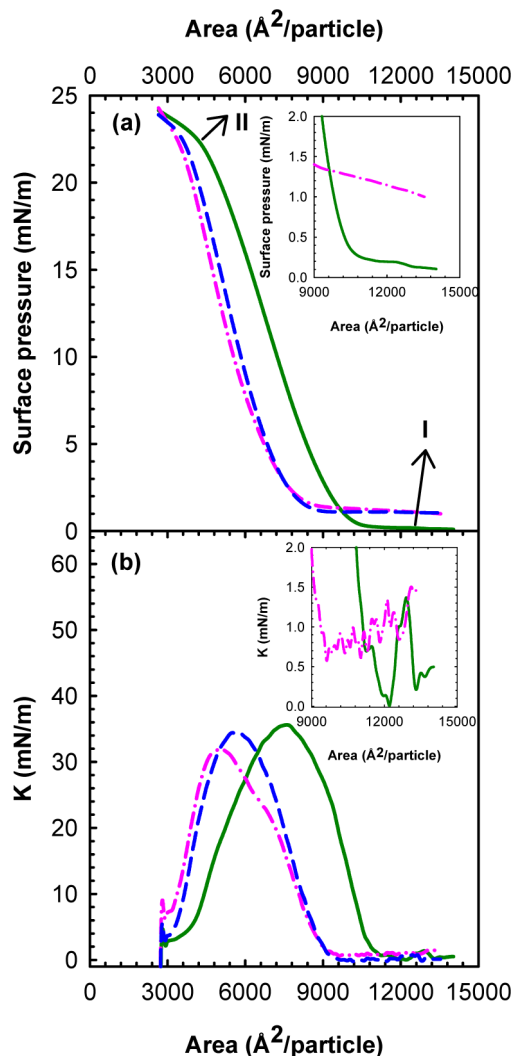 Area (Å²/particle)
0 3000 6000 9000 12000 15000
25
20
15
10
5
0
Surface pressure (mN/m)
(a)
II
I
2.0
1.5
1.0
0.5
0.0
Surface pressure (mN/m)
9000 12000 15000
Area (Å²/particle)
60
50
40
30
20
10
0
K (mN/m)
(b)
2.0
1.5
1.0
0.5
0.0
K (mN/m)
9000 12000 15000
Area (Å²/particle)
0 3000 6000 9000 12000 15000
Area (Å²/particle)